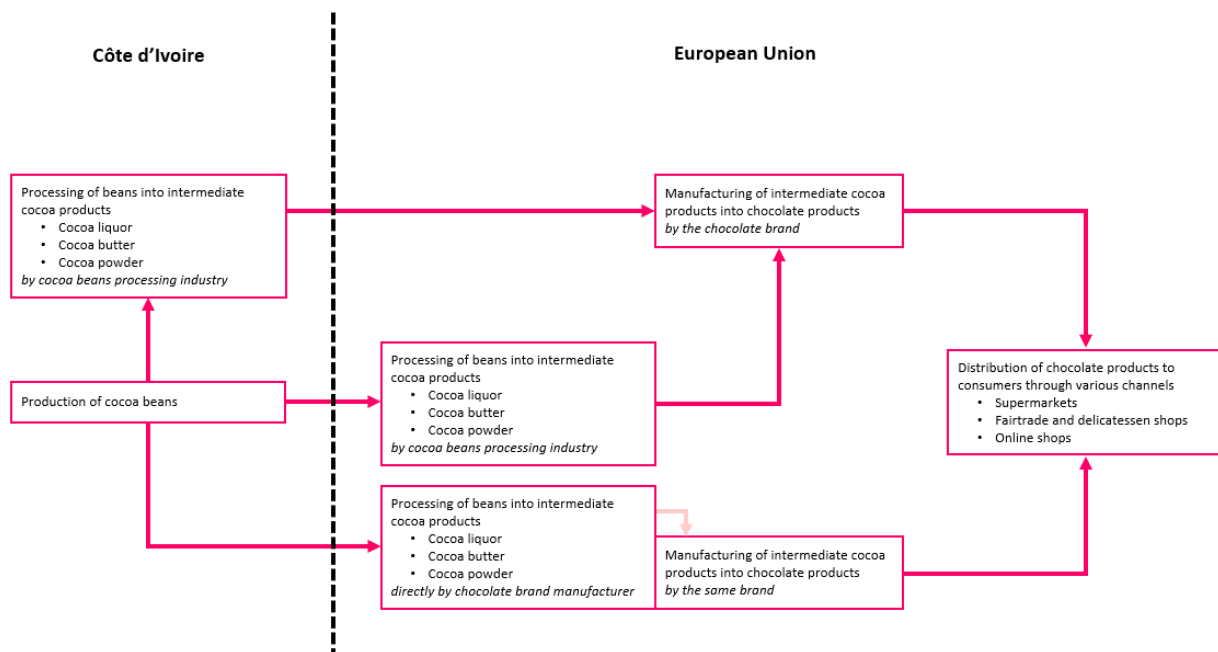 Côte d’Ivoire
European Union
Processing of beans into intermediate
cocoa products
• Cocoa liquor
• Cocoa butter
• Cocoa powder
by cocoa beans processing industry
Manufacturing of intermediate cocoa
products into chocolate products
by the chocolate brand
Production of cocoa beans
Processing of beans into intermediate
cocoa products
• Cocoa liquor
• Cocoa butter
• Cocoa powder
by cocoa beans processing industry
Distribution of chocolate products to
consumers through various channels
• Supermarkets
• Fairtrade and delicatessen shops
• Online shops
Processing of beans into intermediate
cocoa products
• Cocoa liquor
• Cocoa butter
• Cocoa powder
directly by chocolate brand manufacturer
Manufacturing of intermediate cocoa
products into chocolate products
by the same brand